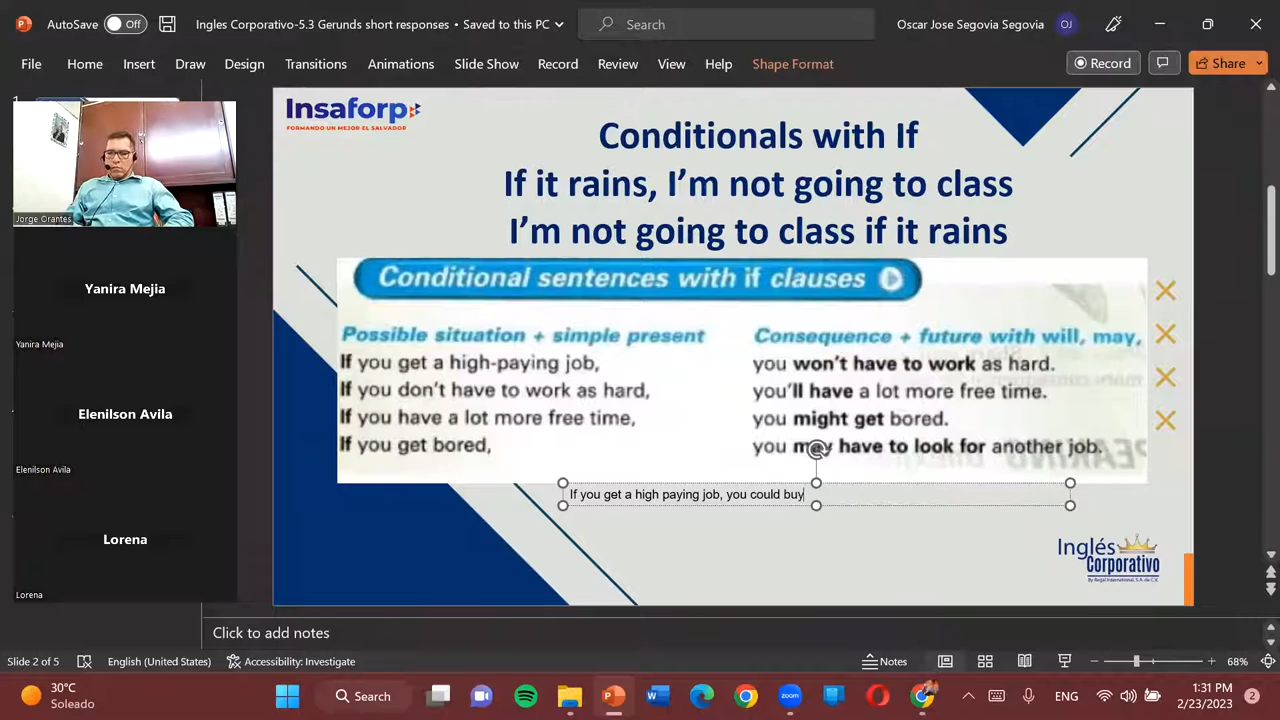 AutoSave Off Ingles Corporativo-5.3 Gerunds short responses • Saved to this PC Search Oscar Jose Segovia Segovia OJ
File Home Insert Draw Design Transitions Animations Slide Show Record Review View Help Shape Format Record Share
1
Insaforp
FORMANDO UN MEJOR EL SALVADOR
Jorge Orantes
Yanira Mejia
Yanira Mejia
Elenilson Avila
Elenilson Avila
Lorena
Lorena
Conditionals with If
If it rains, I'm not going to class
I'm not going to class if it rains
Conditional sentences with if clauses
Possible situation + simple present Consequence + future with will, may,
If you get a high-paying job, you won't have to work as hard.
If you don't have to work as hard, you'll have a lot more free time.
If you have a lot more free time, you might get bored.
If you get bored, you may have to look for another job.
If you get a high paying job, you could buy
Inglés
Corporativo
By Regal International, S.A. de C.V.
Click to add notes
Slide 2 of 5 English (United States) Accessibility: Investigate Notes 68%
30°C
Soleado
Search
zoom
ENG
1:31 PM
2/23/2023
2